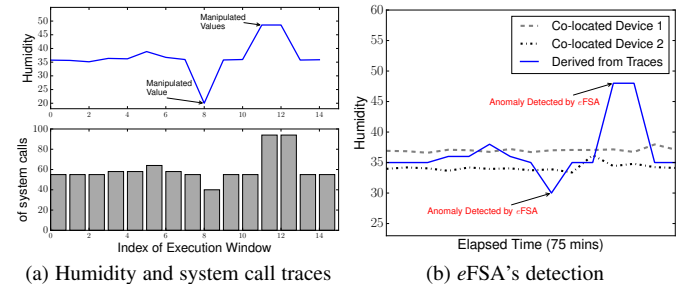 50
45
40
35
30
25
20
Humidity
Manipulated
Values
Manipulated
Value
0 2 4 6 8 10 12 14
100
80
60
40
20
0
of system calls
0 2 4 6 8 10 12 14
Index of Execution Window
(a) Humidity and system call traces
60
55
50
45
40
35
30
25
Humidity
Co-located Device 1
Co-located Device 2
Derived from Traces
Anomaly Detected by eFSA
Anomaly Detected by eFSA
Elapsed Time (75 mins)
(b) eFSA's detection